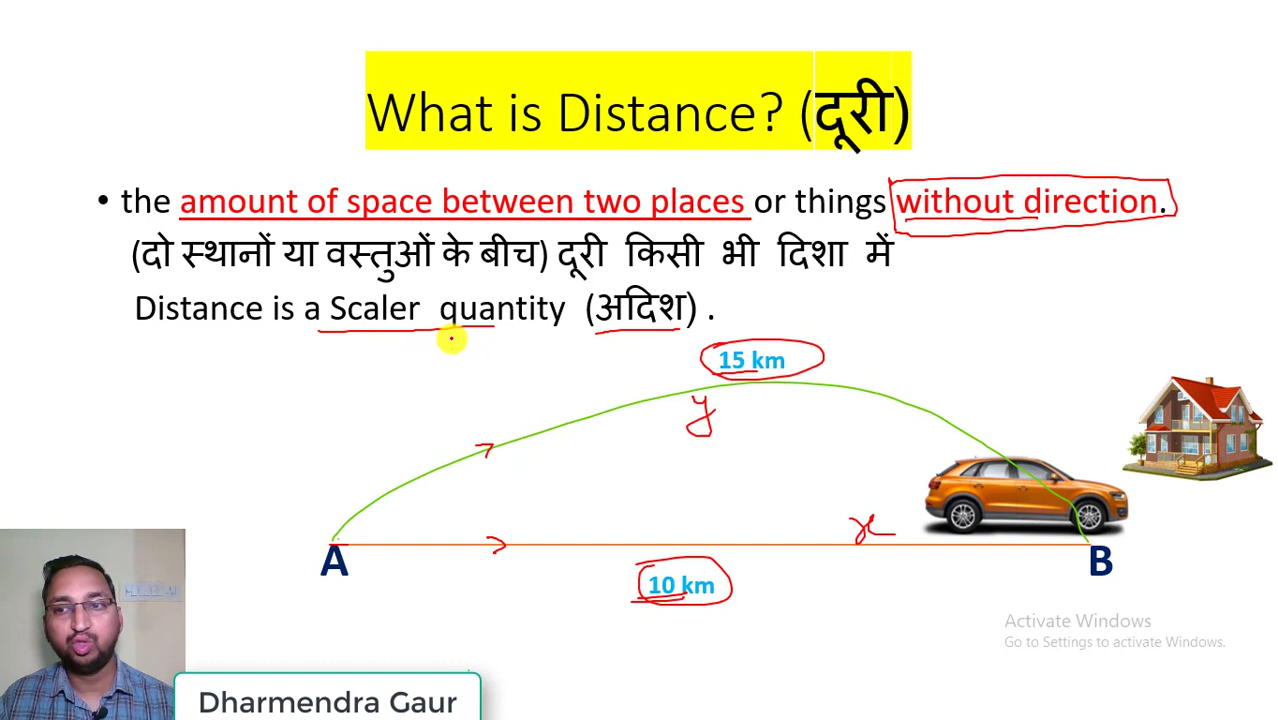 What is Distance? (दूरी)
• the amount of space between two places or things without direction.
(दो स्थानों या वस्तुओं के बीच) दूरी किसी भी दिशा में
Distance is a Scaler quantity (अदिश) .
15 km
y
x
A
B
10 km
Activate Windows
Go to Settings to activate Windows.
Dharmendra Gaur